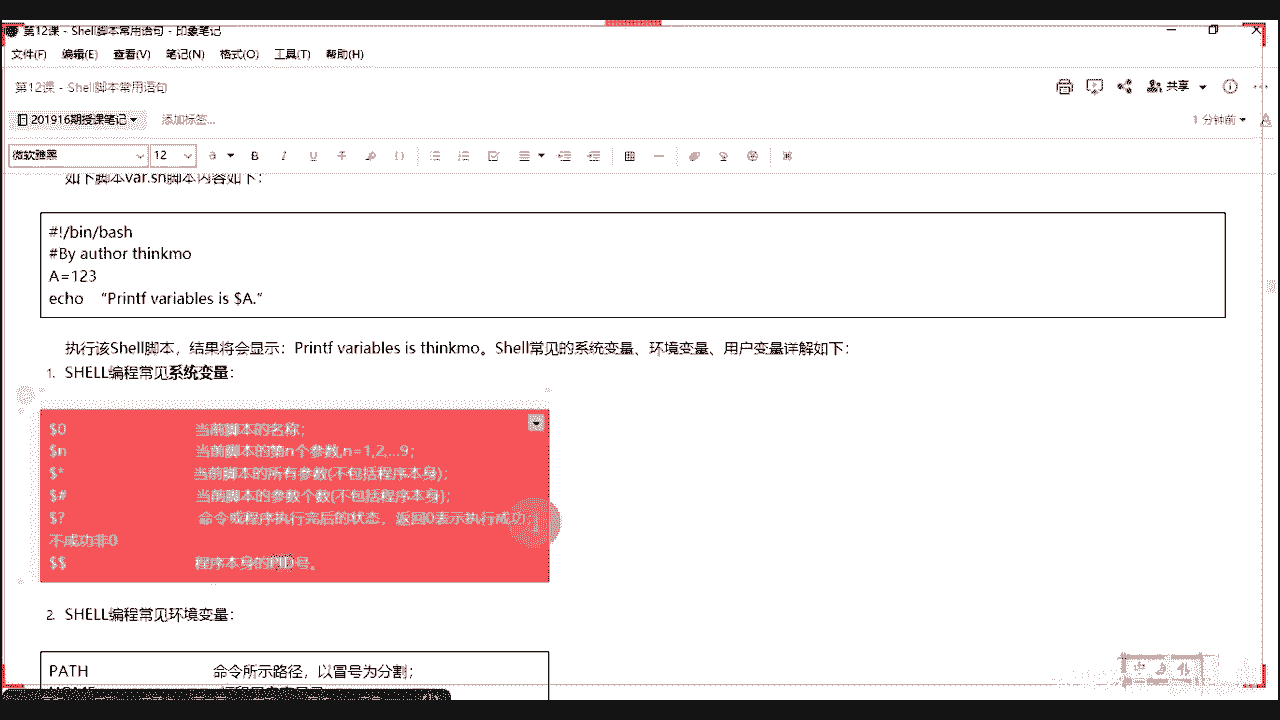 第12课 - Shell脚本常用语句 - 印象笔记
文件(F) 编辑(E) 查看(V) 笔记(N) 格式(O) 工具(T) 帮助(H)
第12课 - Shell脚本常用语句
共享
201916期授课笔记
添加标签...
1 分钟前
微软雅黑
12
a B I U T
如下脚本var.sh脚本内容如下：
#!/bin/bash
#By author thinkmo
A=123
echo “Printf variables is $A.”
执行该Shell脚本，结果将会显示：Printf variables is thinkmo。Shell常见的系统变量、环境变量、用户变量详解如下：
1. SHELL编程常见系统变量：
$0 当前脚本的名称；
$n 当前脚本的第n个参数,n=1,2,…9；
$* 当前脚本的所有参数(不包括程序本身)；
$# 当前脚本的参数个数(不包括程序本身)；
$? 命令或程序执行完后的状态，返回0表示执行成功；
不成功非0
$$ 程序本身的PID号。
2. SHELL编程常见环境变量：
PATH 命令所示路径，以冒号为分割；